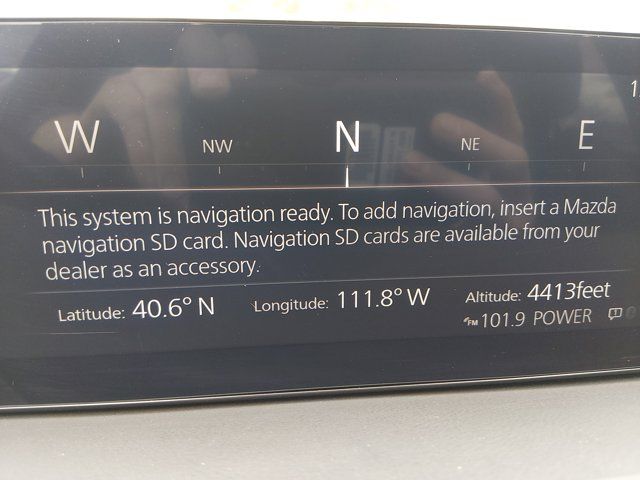 W NW N NE E
This system is navigation ready. To add navigation, insert a Mazda
navigation SD card. Navigation SD cards are available from your
dealer as an accessory.
Latitude: 40.6° N Longitude: 111.8° W Altitude: 4413feet
FM 101.9 POWER